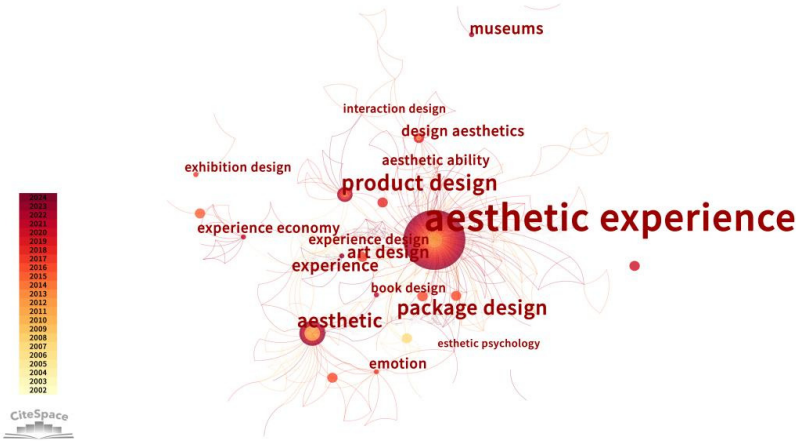 museums
interaction design
design aesthetics
aesthetic ability
exhibition design
product design
aesthetic experience
experience economy
experience design
art design
experience
book design
package design
aesthetic
esthetic psychology
emotion
2024
2023
2022
2021
2020
2019
2018
2017
2016
2015
2014
2013
2012
2011
2010
2009
2008
2007
2006
2005
2004
2003
2002
CiteSpace